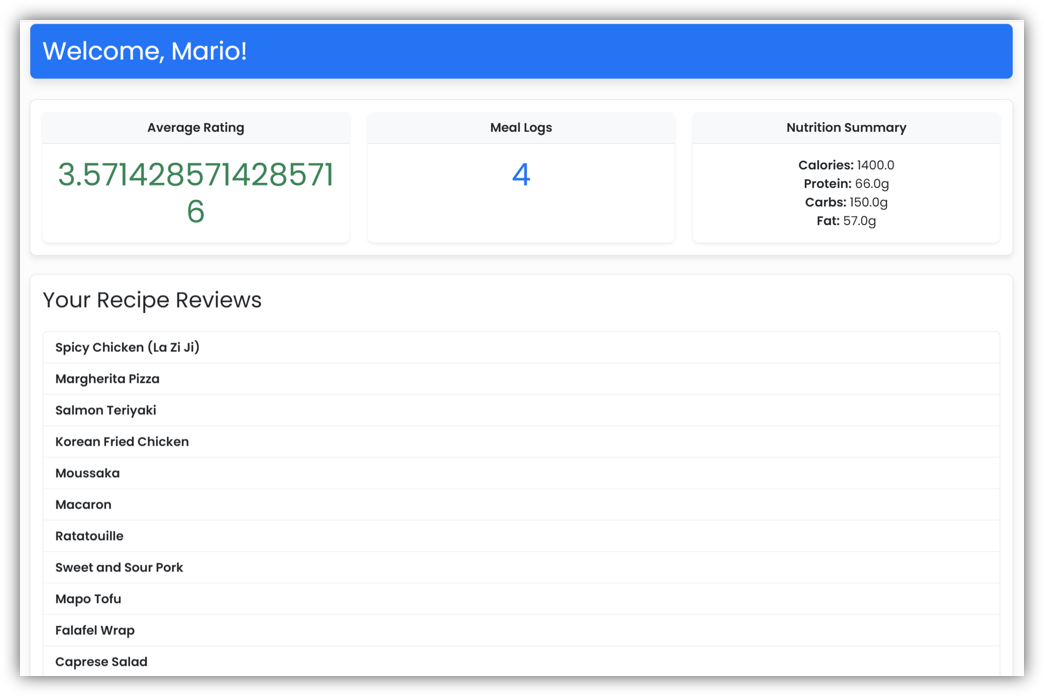 Welcome, Mario!
Average Rating
3.571428571428571
6
Meal Logs
4
Nutrition Summary
Calories: 1400.0
Protein: 66.0g
Carbs: 150.0g
Fat: 57.0g
Your Recipe Reviews
Spicy Chicken (La Zi Ji)
Margherita Pizza
Salmon Teriyaki
Korean Fried Chicken
Moussaka
Macaron
Ratatouille
Sweet and Sour Pork
Mapo Tofu
Falafel Wrap
Caprese Salad